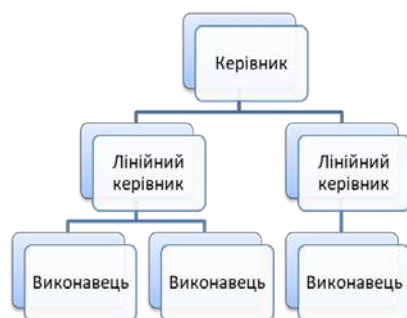 Керівник
Лінійний
керівник
Лінійний
керівник
Виконавець
Виконавець
Виконавець